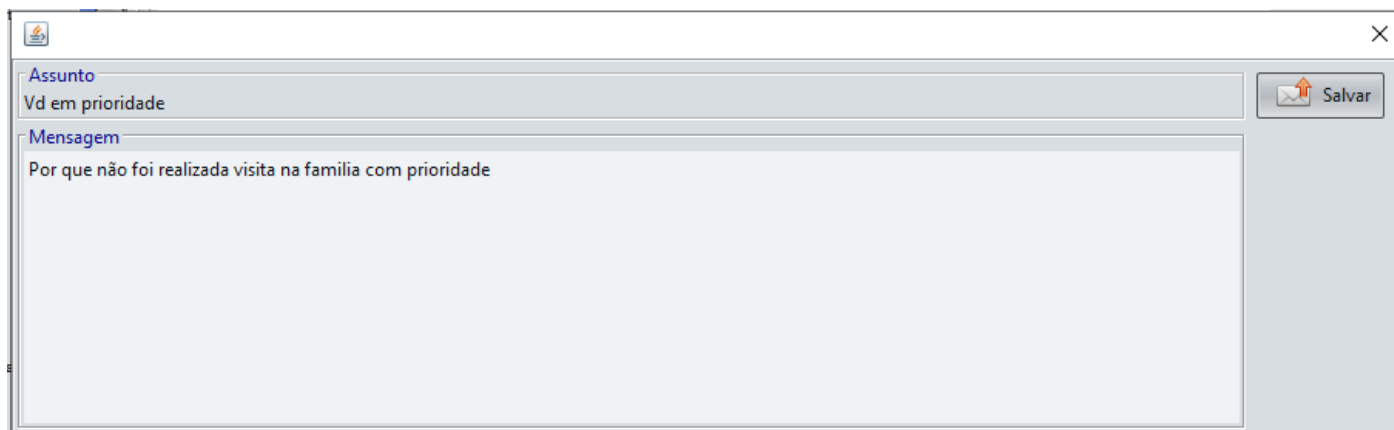 Assunto
Vd em prioridade
Salvar
Mensagem
Por que não foi realizada visita na familia com prioridade